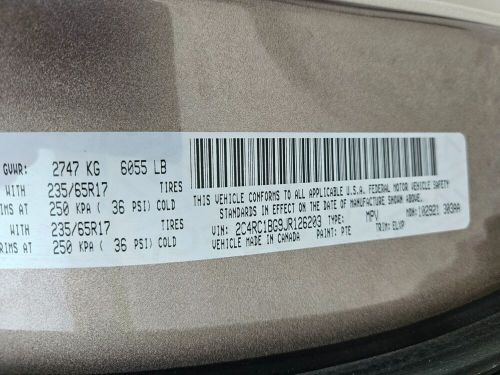 GVWR: 2747 KG 6055 LB
WITH 235/65R17 TIRES
RIMS AT 250 KPA ( 36 PSI) COLD
WITH 235/65R17 TIRES
RIMS AT 250 KPA ( 36 PSI) COLD
THIS VEHICLE CONFORMS TO ALL APPLICABLE U.S.A. FEDERAL MOTOR VEHICLE SAFETY
STANDARDS IN EFFECT ON THE DATE OF MANUFACTURE SHOWN ABOVE.
VIN: 2C4RC1BG9JR126203 TYPE: MPV MDH: 102921 303AA
VEHICLE MADE IN CANADA PAINT: PTE TRIM: